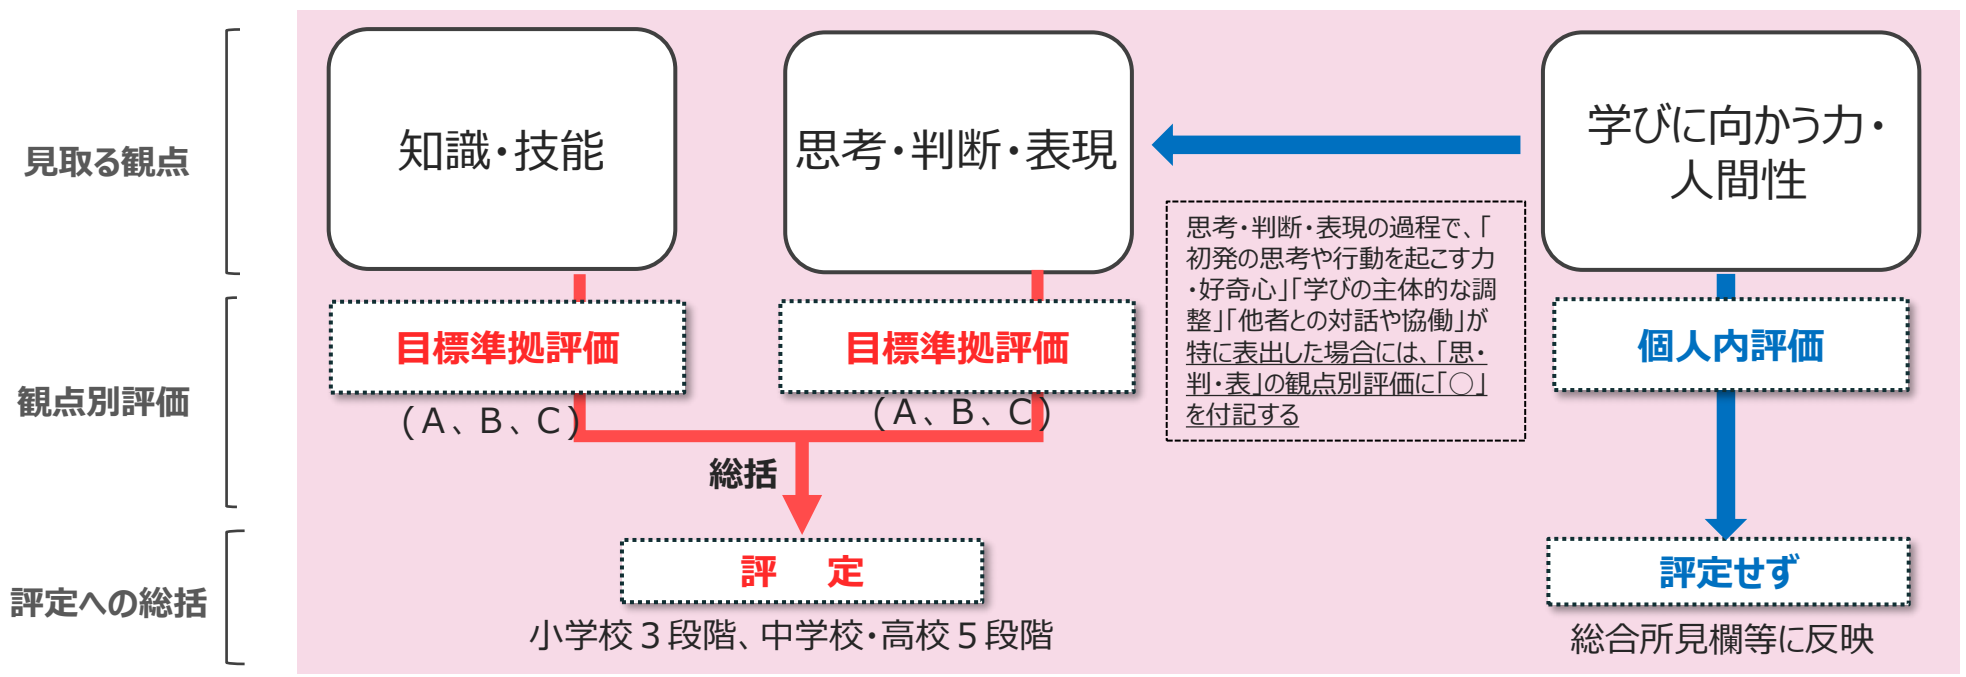 見取る観点
知識・技能
思考・判断・表現
学びに向かう力・
人間性
思考・判断・表現の過程で、「
初発の思考や行動を起こす力
・好奇心」「学びの主体的な調
整」「他者との対話や協働」が
特に表出した場合には、「思・
判・表」の観点別評価に「○」
を付記する
観点別評価
目標準拠評価
(A、B、C)
目標準拠評価
(A、B、C)
個人内評価
総括
評定への総括
評 定
小学校3段階、中学校・高校5段階
評定せず
総合所見欄等に反映